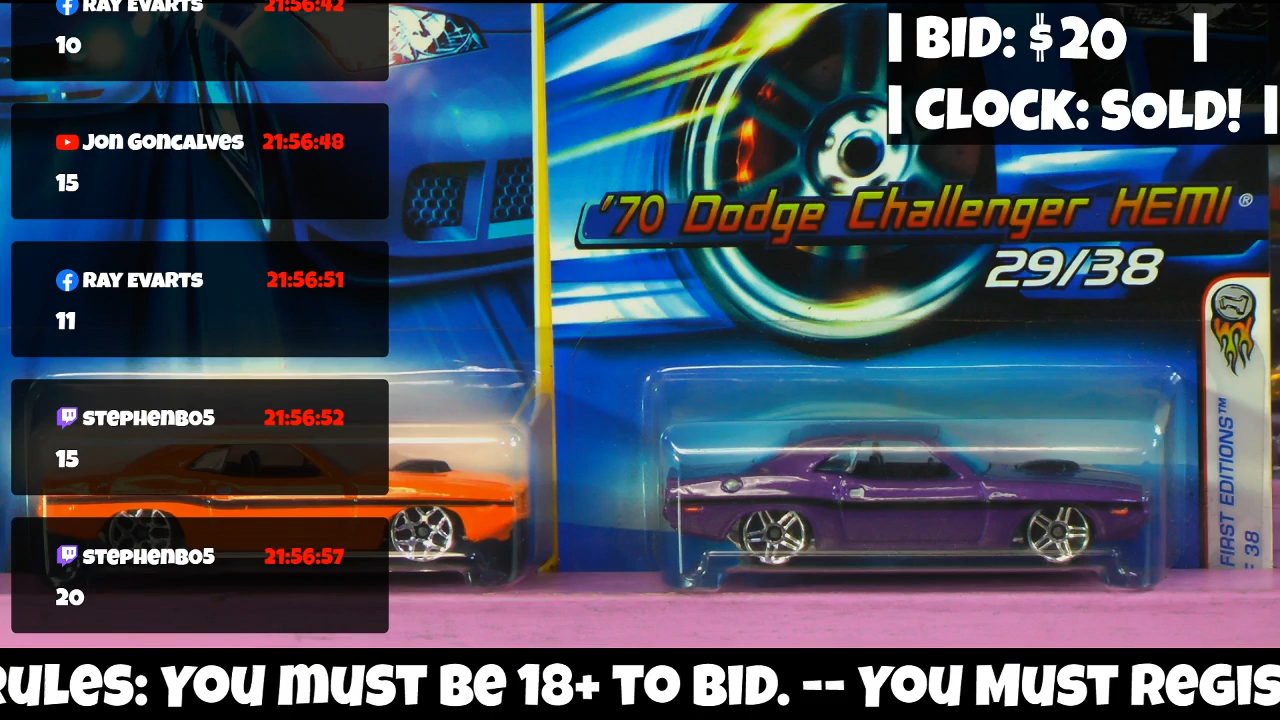 RAY EVARTS 21:56:42
10
Jon Goncalves 21:56:48
15
RAY EVARTS 21:56:51
11
stephenbo5 21:56:52
15
stephenbo5 21:56:57
20
| BID: $20 |
| CLOCK: SOLD! |
'70 Dodge Challenger HEMI®
29/38
FIRST EDITIONS™
38
RULES: YOU MUST BE 18+ TO BID. -- YOU MUST REGIS